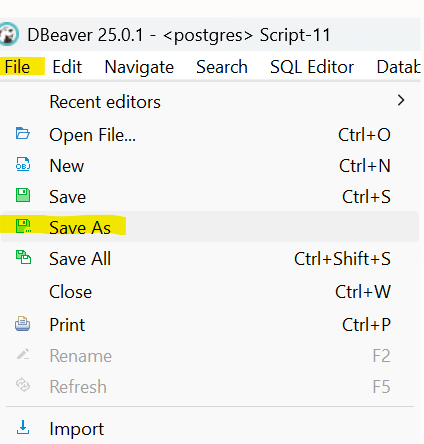 DBeaver 25.0.1 - <postgres> Script-11
File Edit Navigate Search SQL Editor Datab
Recent editors
Open File... Ctrl+O
New Ctrl+N
Save Ctrl+S
Save As
Save All Ctrl+Shift+S
Close Ctrl+W
Print Ctrl+P
Rename F2
Refresh F5
Import